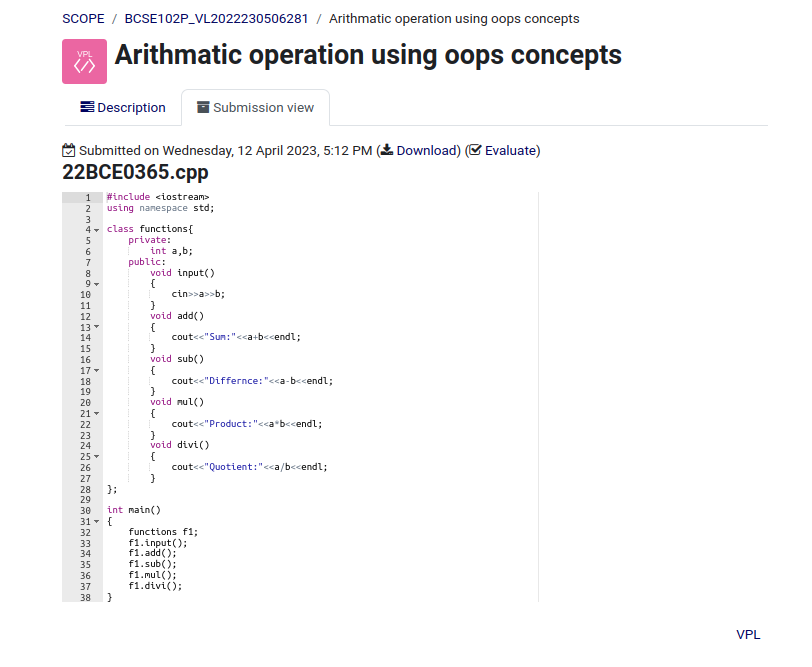 SCOPE / BCSE102P_VL2022230506281 / Arithmatic operation using oops concepts
VPL
Arithmatic operation using oops concepts
Description
Submission view
Submitted on Wednesday, 12 April 2023, 5:12 PM (Download) (Evaluate)
22BCE0365.cpp
1 #include <iostream>
2 using namespace std;
3
4 class functions{
5     private:
6         int a,b;
7     public:
8         void input()
9         {
10             cin>>a>>b;
11         }
12         void add()
13         {
14             cout<<"Sum:"<<a+b<<endl;
15         }
16         void sub()
17         {
18             cout<<"Differnce:"<<a-b<<endl;
19         }
20         void mul()
21         {
22             cout<<"Product:"<<a*b<<endl;
23         }
24         void divi()
25         {
26             cout<<"Quotient:"<<a/b<<endl;
27         }
28 };
29
30 int main()
31 {
32     functions f1;
33     f1.input();
34     f1.add();
35     f1.sub();
36     f1.mul();
37     f1.divi();
38 }
VPL